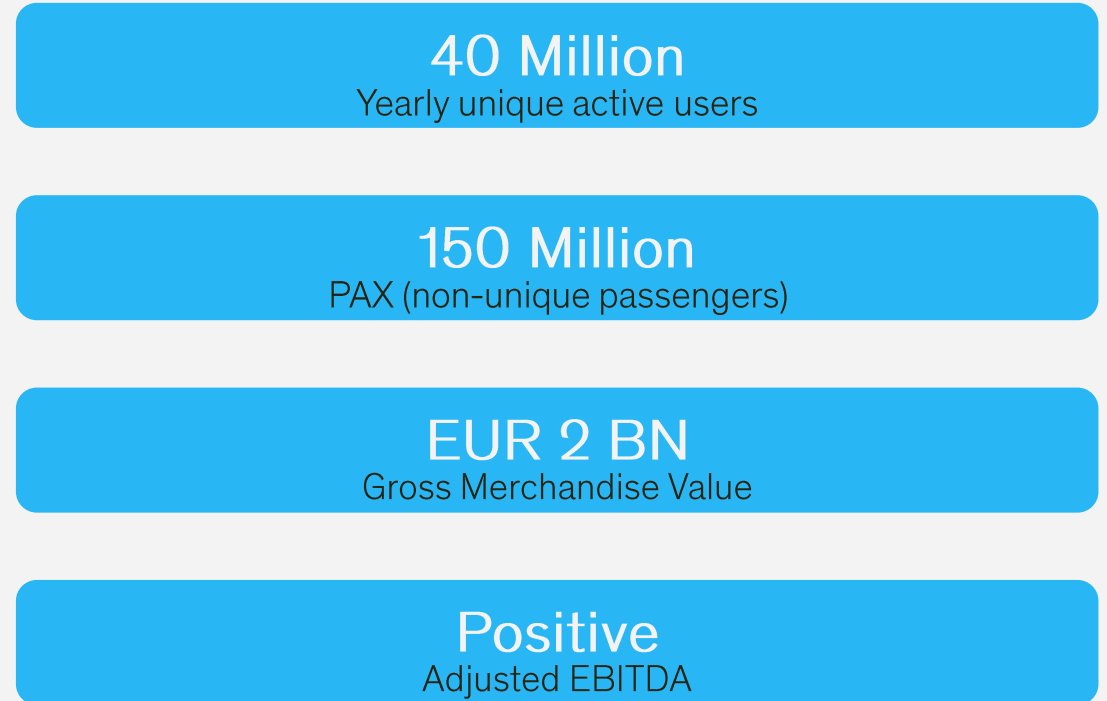 40 Million
Yearly unique active users
150 Million
PAX (non-unique passengers)
EUR 2 BN
Gross Merchandise Value
Positive
Adjusted EBITDA